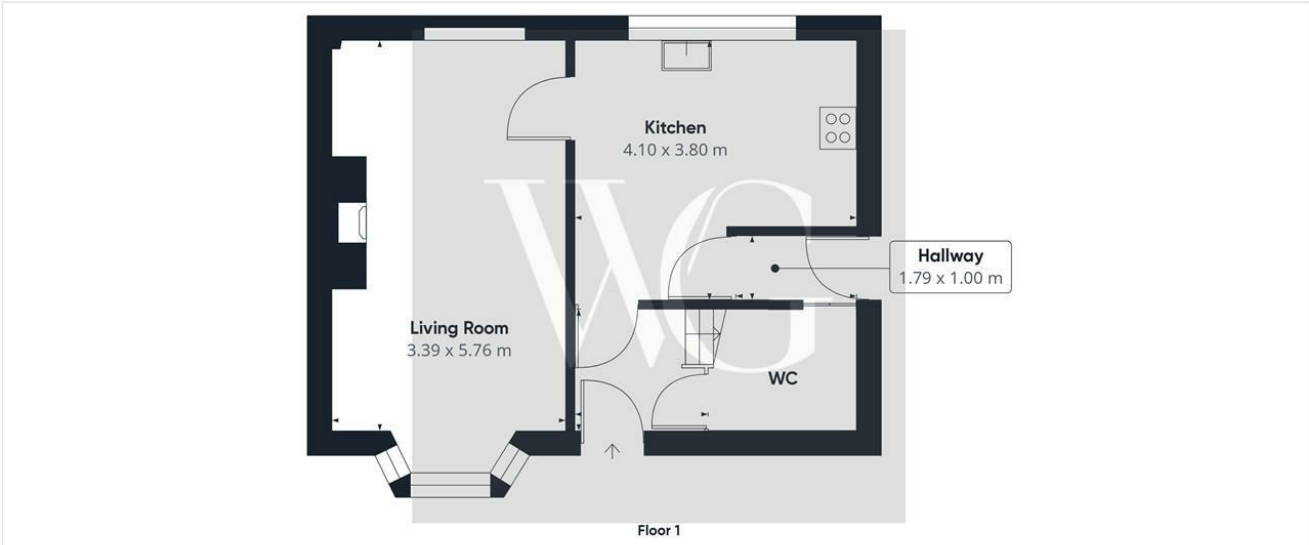 Kitchen
4.10 x 3.80 m
Hallway
1.79 x 1.00 m
Living Room
3.39 x 5.76 m
WC
WG
Floor 1